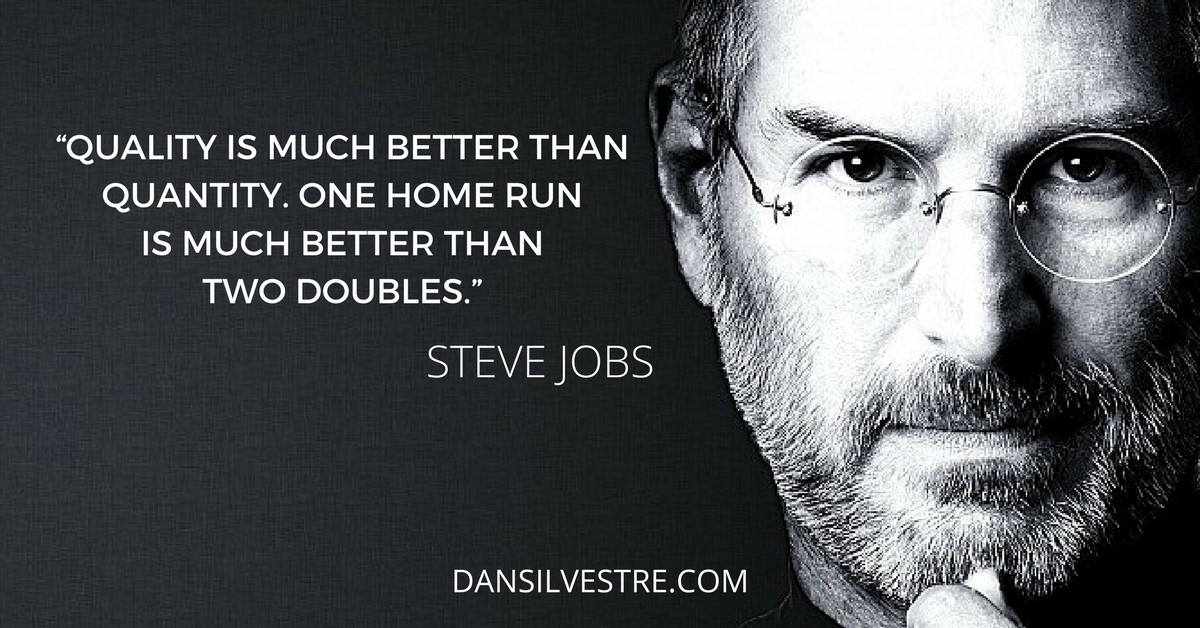 “QUALITY IS MUCH BETTER THAN
QUANTITY. ONE HOME RUN
IS MUCH BETTER THAN
TWO DOUBLES.”
STEVE JOBS
DANSILVESTRE.COM